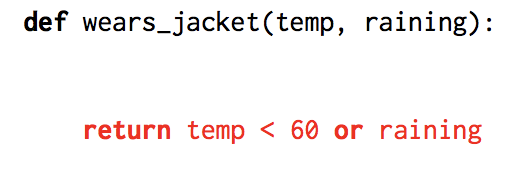 def wears_jacket(temp, raining):
return temp < 60 or raining